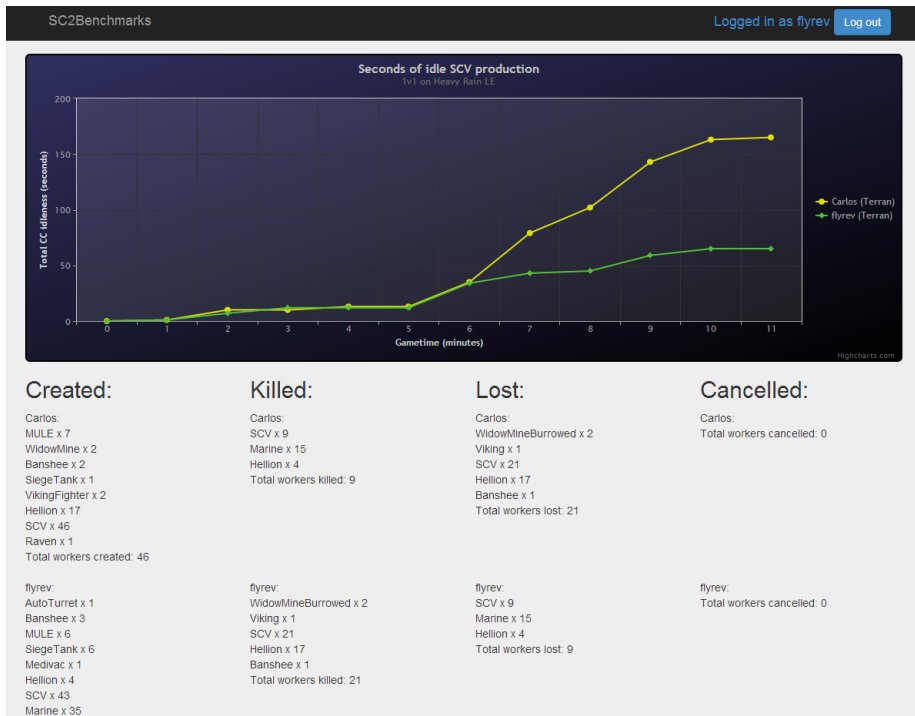 SC2Benchmarks
Logged in as flyrev Log out
Seconds of idle SCV production
1v1 on Heavy Rain LE
Total CC idleness (seconds)
200
150
100
50
0
0 1 2 3 4 5 6 7 8 9 10 11
Gametime (minutes)
Carlos (Terran)
flyrev (Terran)
Highcharts.com
Created:
Carlos:
MULE x 7
WidowMine x 2
Banshee x 2
SiegeTank x 1
VikingFighter x 2
Hellion x 17
SCV x 46
Raven x 1
Total workers created: 46
Killed:
Carlos:
SCV x 9
Marine x 15
Hellion x 4
Total workers killed: 9
Lost:
Carlos:
WidowMineBurrowed x 2
Viking x 1
SCV x 21
Hellion x 17
Banshee x 1
Total workers lost: 21
Cancelled:
Carlos:
Total workers cancelled: 0
flyrev:
AutoTurret x 1
Banshee x 3
MULE x 6
SiegeTank x 6
Medivac x 1
Hellion x 4
SCV x 43
Marine x 35
flyrev:
WidowMineBurrowed x 2
Viking x 1
SCV x 21
Hellion x 17
Banshee x 1
Total workers killed: 21
flyrev:
SCV x 9
Marine x 15
Hellion x 4
Total workers lost: 9
flyrev:
Total workers cancelled: 0